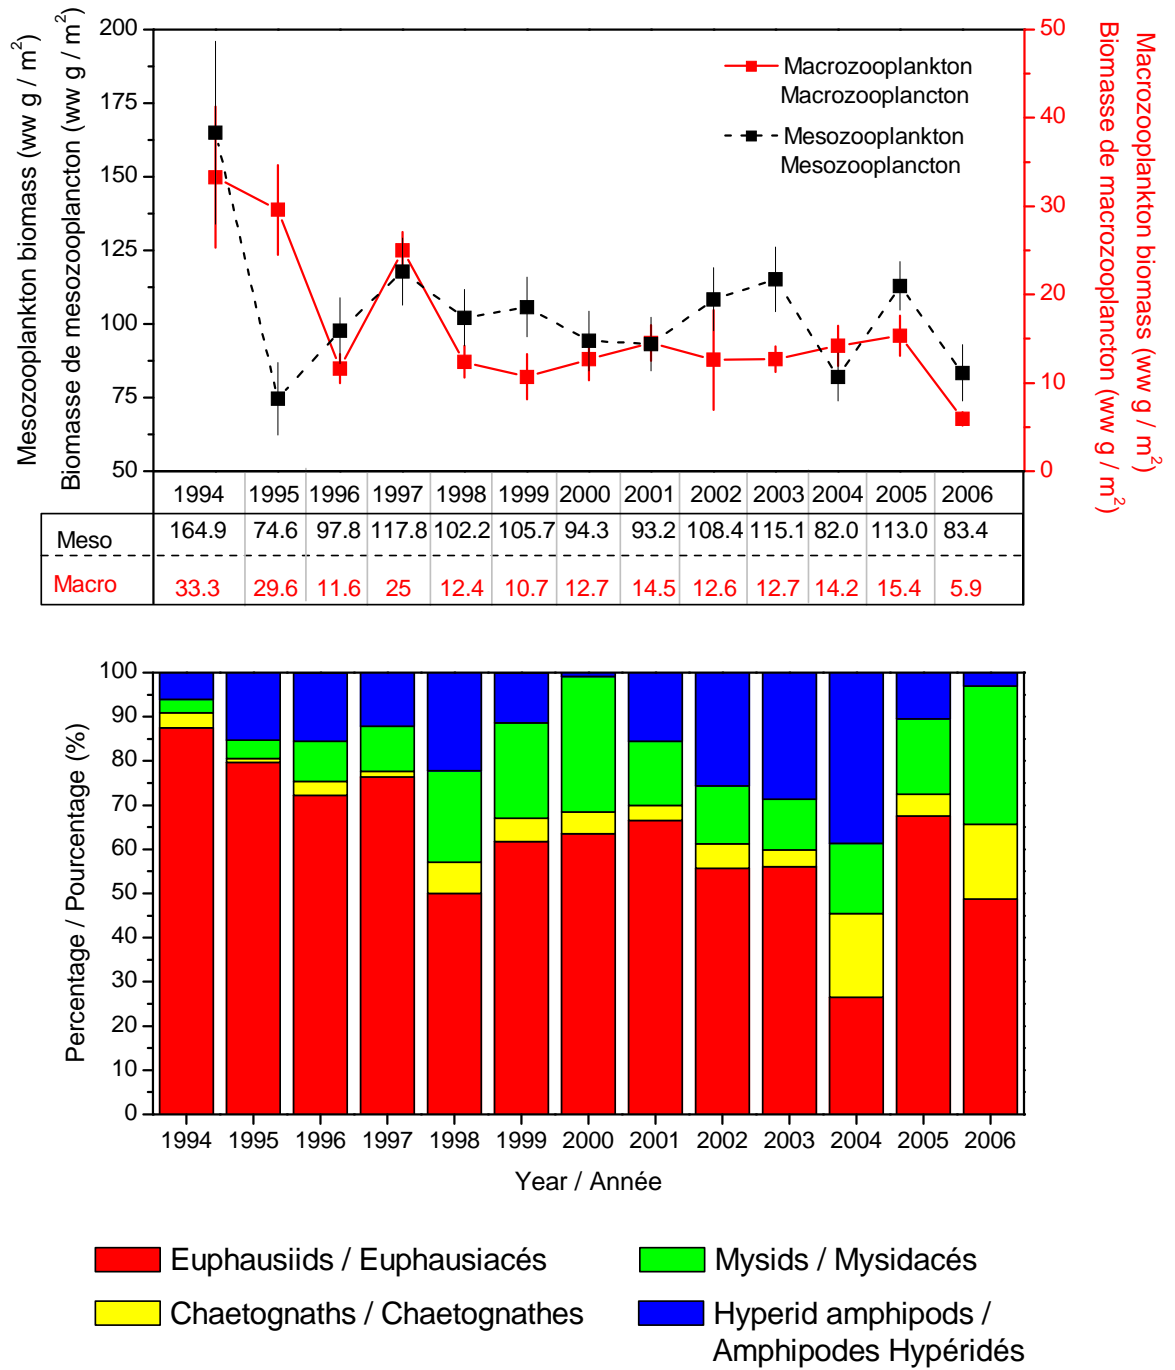 Mesozooplankton biomass (ww g / m²)
Biomasse de mesozooplancton (ww g / m²)
200
175
150
125
100
75
50
Macrozooplankton
Macrozooplancton
Mesozooplankton
Mesozooplancton
50
40
30
20
10
0
Macrozooplankton biomass (ww g / m²)
Biomasse de macrozooplancton (ww g / m²)
1994 1995 1996 1997 1998 1999 2000 2001 2002 2003 2004 2005 2006
Meso 164.9 74.6 97.8 117.8 102.2 105.7 94.3 93.2 108.4 115.1 82.0 113.0 83.4
Macro 33.3 29.6 11.6 25 12.4 10.7 12.7 14.5 12.6 12.7 14.2 15.4 5.9
Percentage / Pourcentage (%)
100
90
80
70
60
50
40
30
20
10
0
1994 1995 1996 1997 1998 1999 2000 2001 2002 2003 2004 2005 2006
Year / Année
Euphausiids / Euphausiacés
Mysids / Mysidacés
Chaetognaths / Chaetognathes
Hyperid amphipods /
Amphipodes Hypéridés